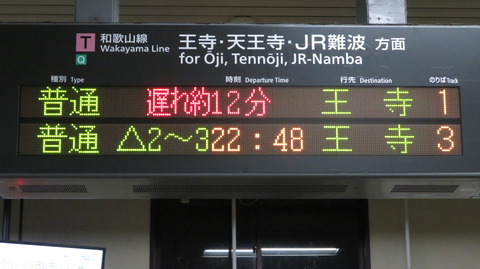 T 和歌山線 王寺・天王寺・JR難波 方面
Q Wakayama Line for Ōji, Tennōji, JR-Namba
種別 Type 時刻 Departure Time 行先 Destination のりば Track
普通 遅れ約12分 王寺 1
普通 △2〜3 22:48 王寺 3